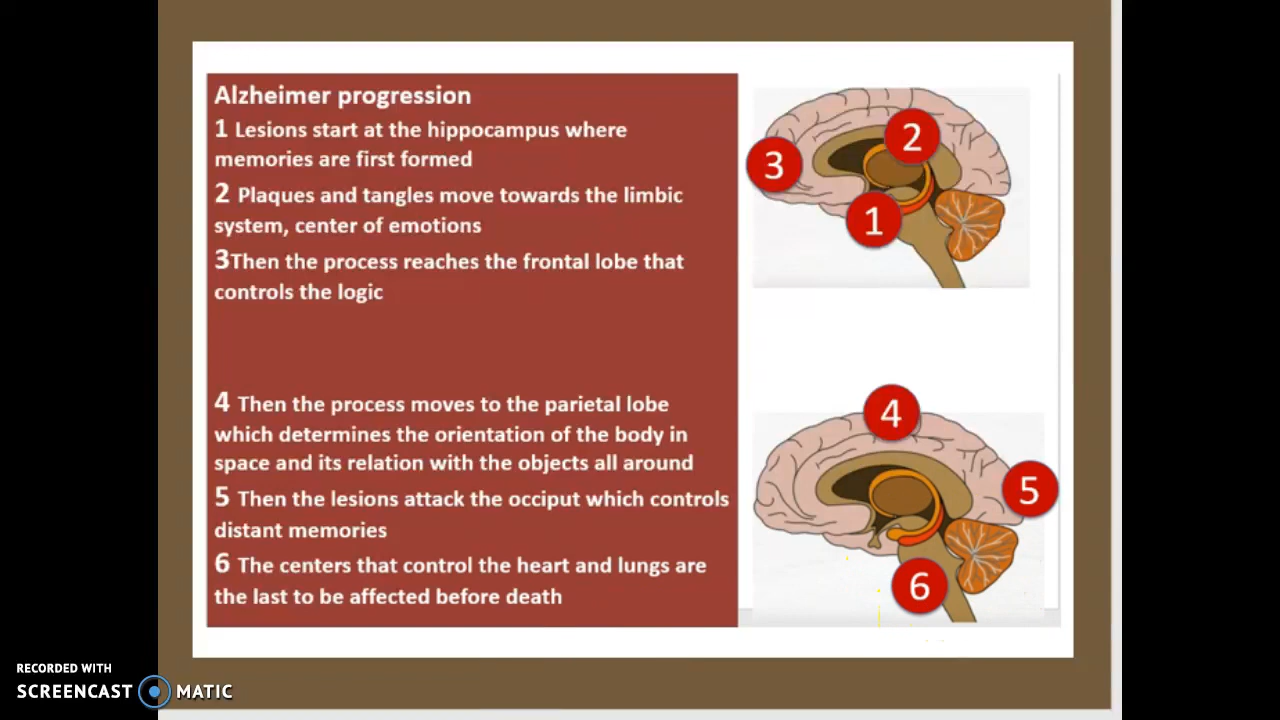 Alzheimer progression
1 Lesions start at the hippocampus where
memories are first formed
2 Plaques and tangles move towards the limbic
system, center of emotions
3Then the process reaches the frontal lobe that
controls the logic
2
3
1
4 Then the process moves to the parietal lobe
which determines the orientation of the body in
space and its relation with the objects all around
5 Then the lesions attack the occiput which controls
distant memories
6 The centers that control the heart and lungs are
the last to be affected before death
4
5
6
RECORDED WITH
SCREENCAST MATIC